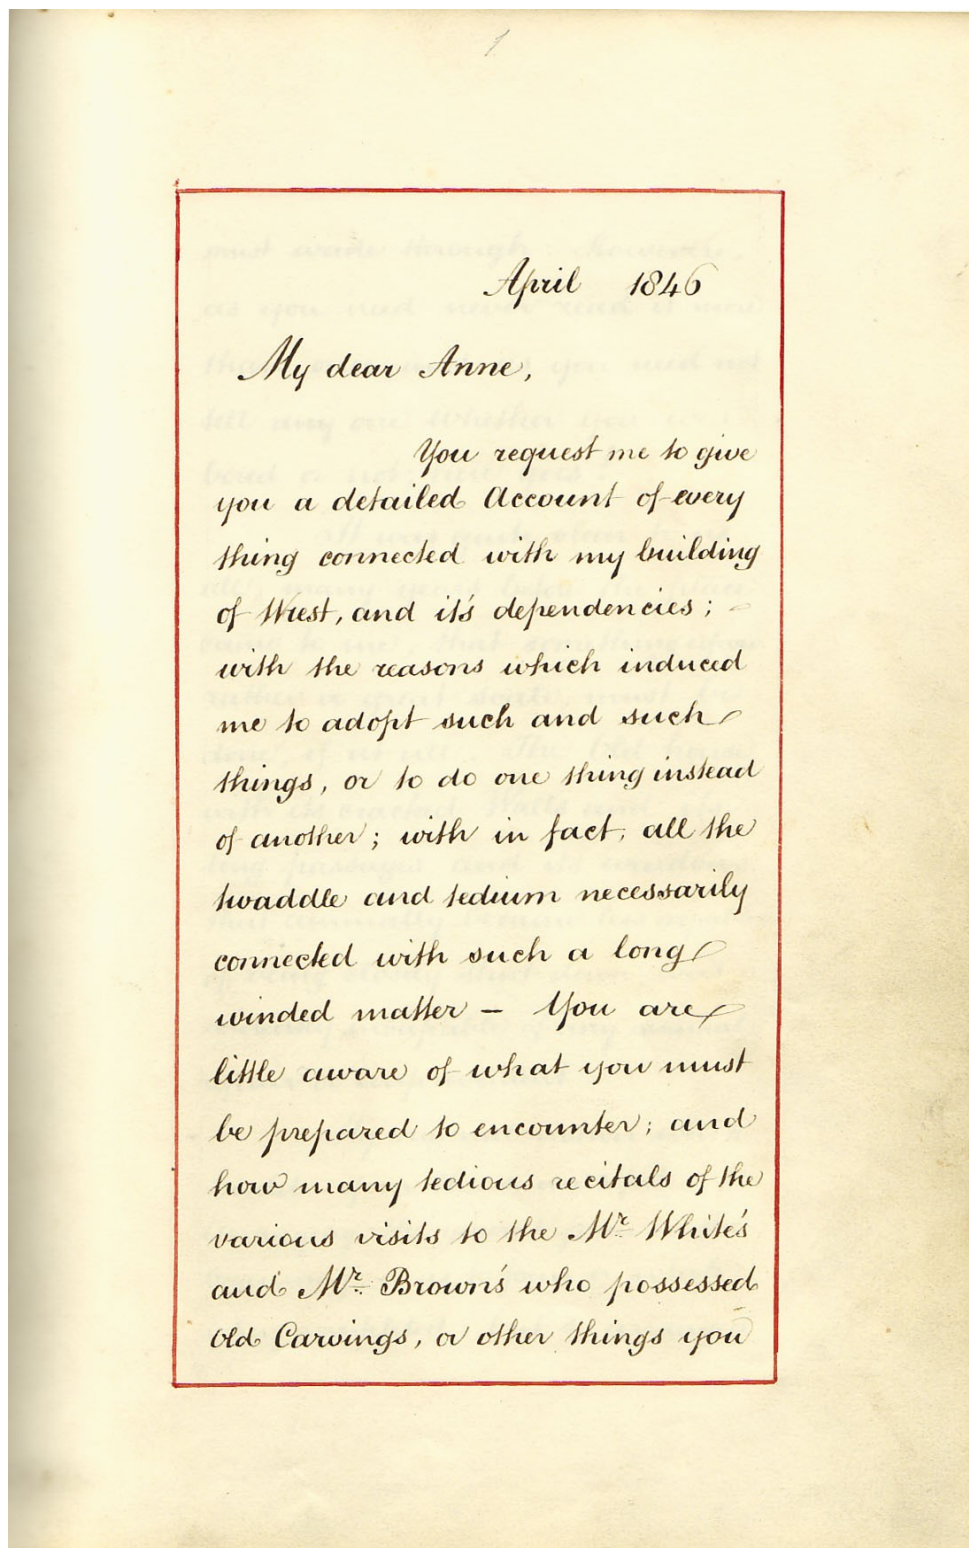 1
April 1846
My dear Anne,
You request me to give
you a detailed Account of every
thing connected with my building
of Wrest, and it's dependencies;
with the reasons which induced
me to adopt such and such
things, or to do one thing instead
of another; with in fact, all the
twaddle and tedium necessarily
connected with such a long
winded matter – You are
little aware of what you must
be prepared to encounter; and
how many tedious recitals of the
various visits to the Mr. White's
and Mr. Brown's who possessed
Old Carvings, or other things you